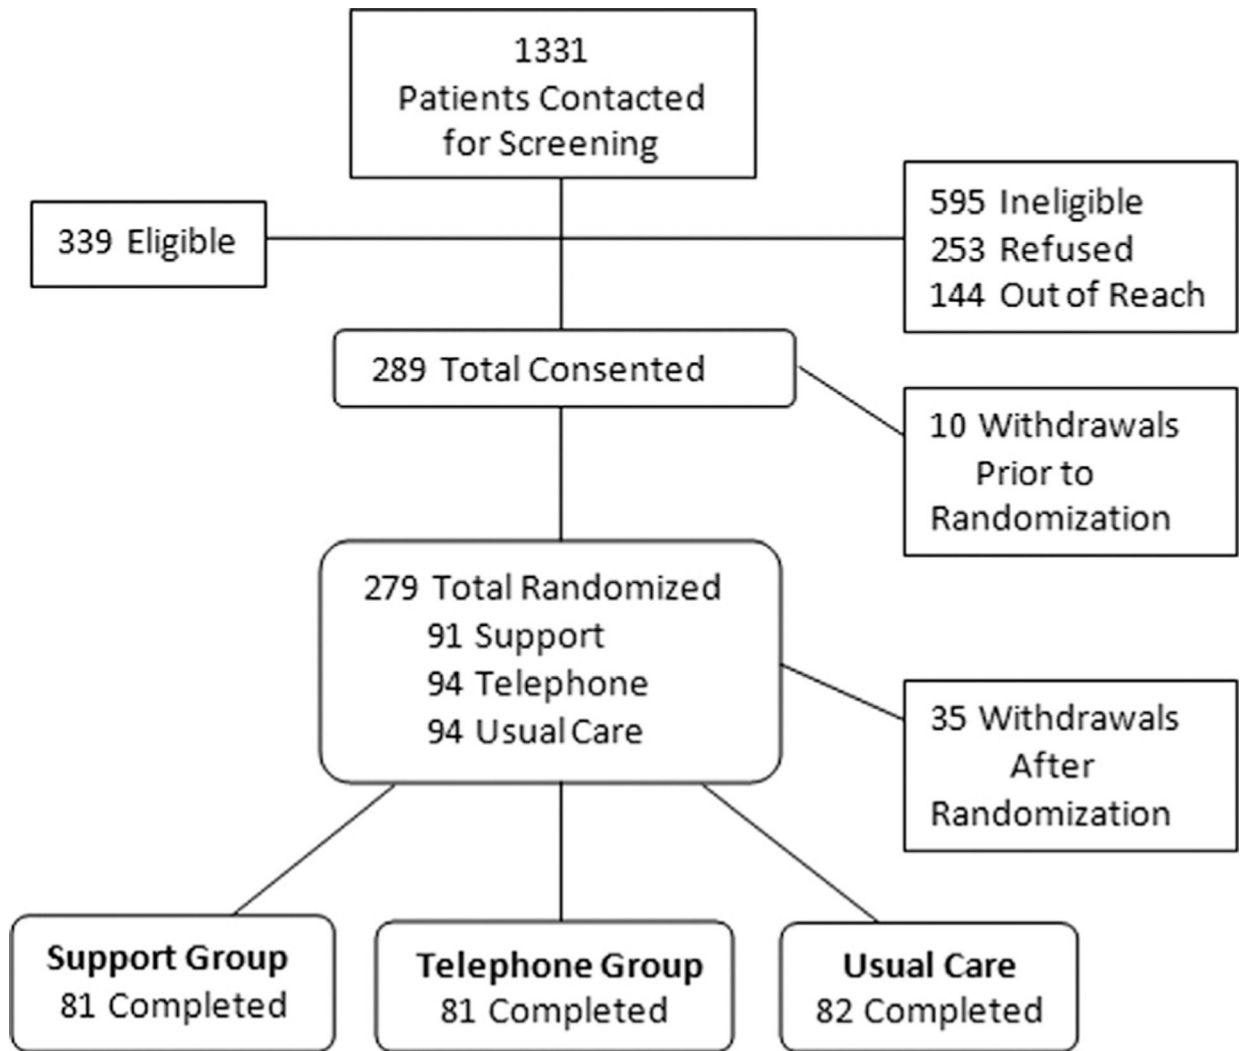 1331
Patients Contacted
for Screening
339 Eligible
595 Ineligible
253 Refused
144 Out of Reach
289 Total Consented
10 Withdrawals
Prior to
Randomization
279 Total Randomized
91 Support
94 Telephone
94 Usual Care
35 Withdrawals
After
Randomization
Support Group
81 Completed
Telephone Group
81 Completed
Usual Care
82 Completed